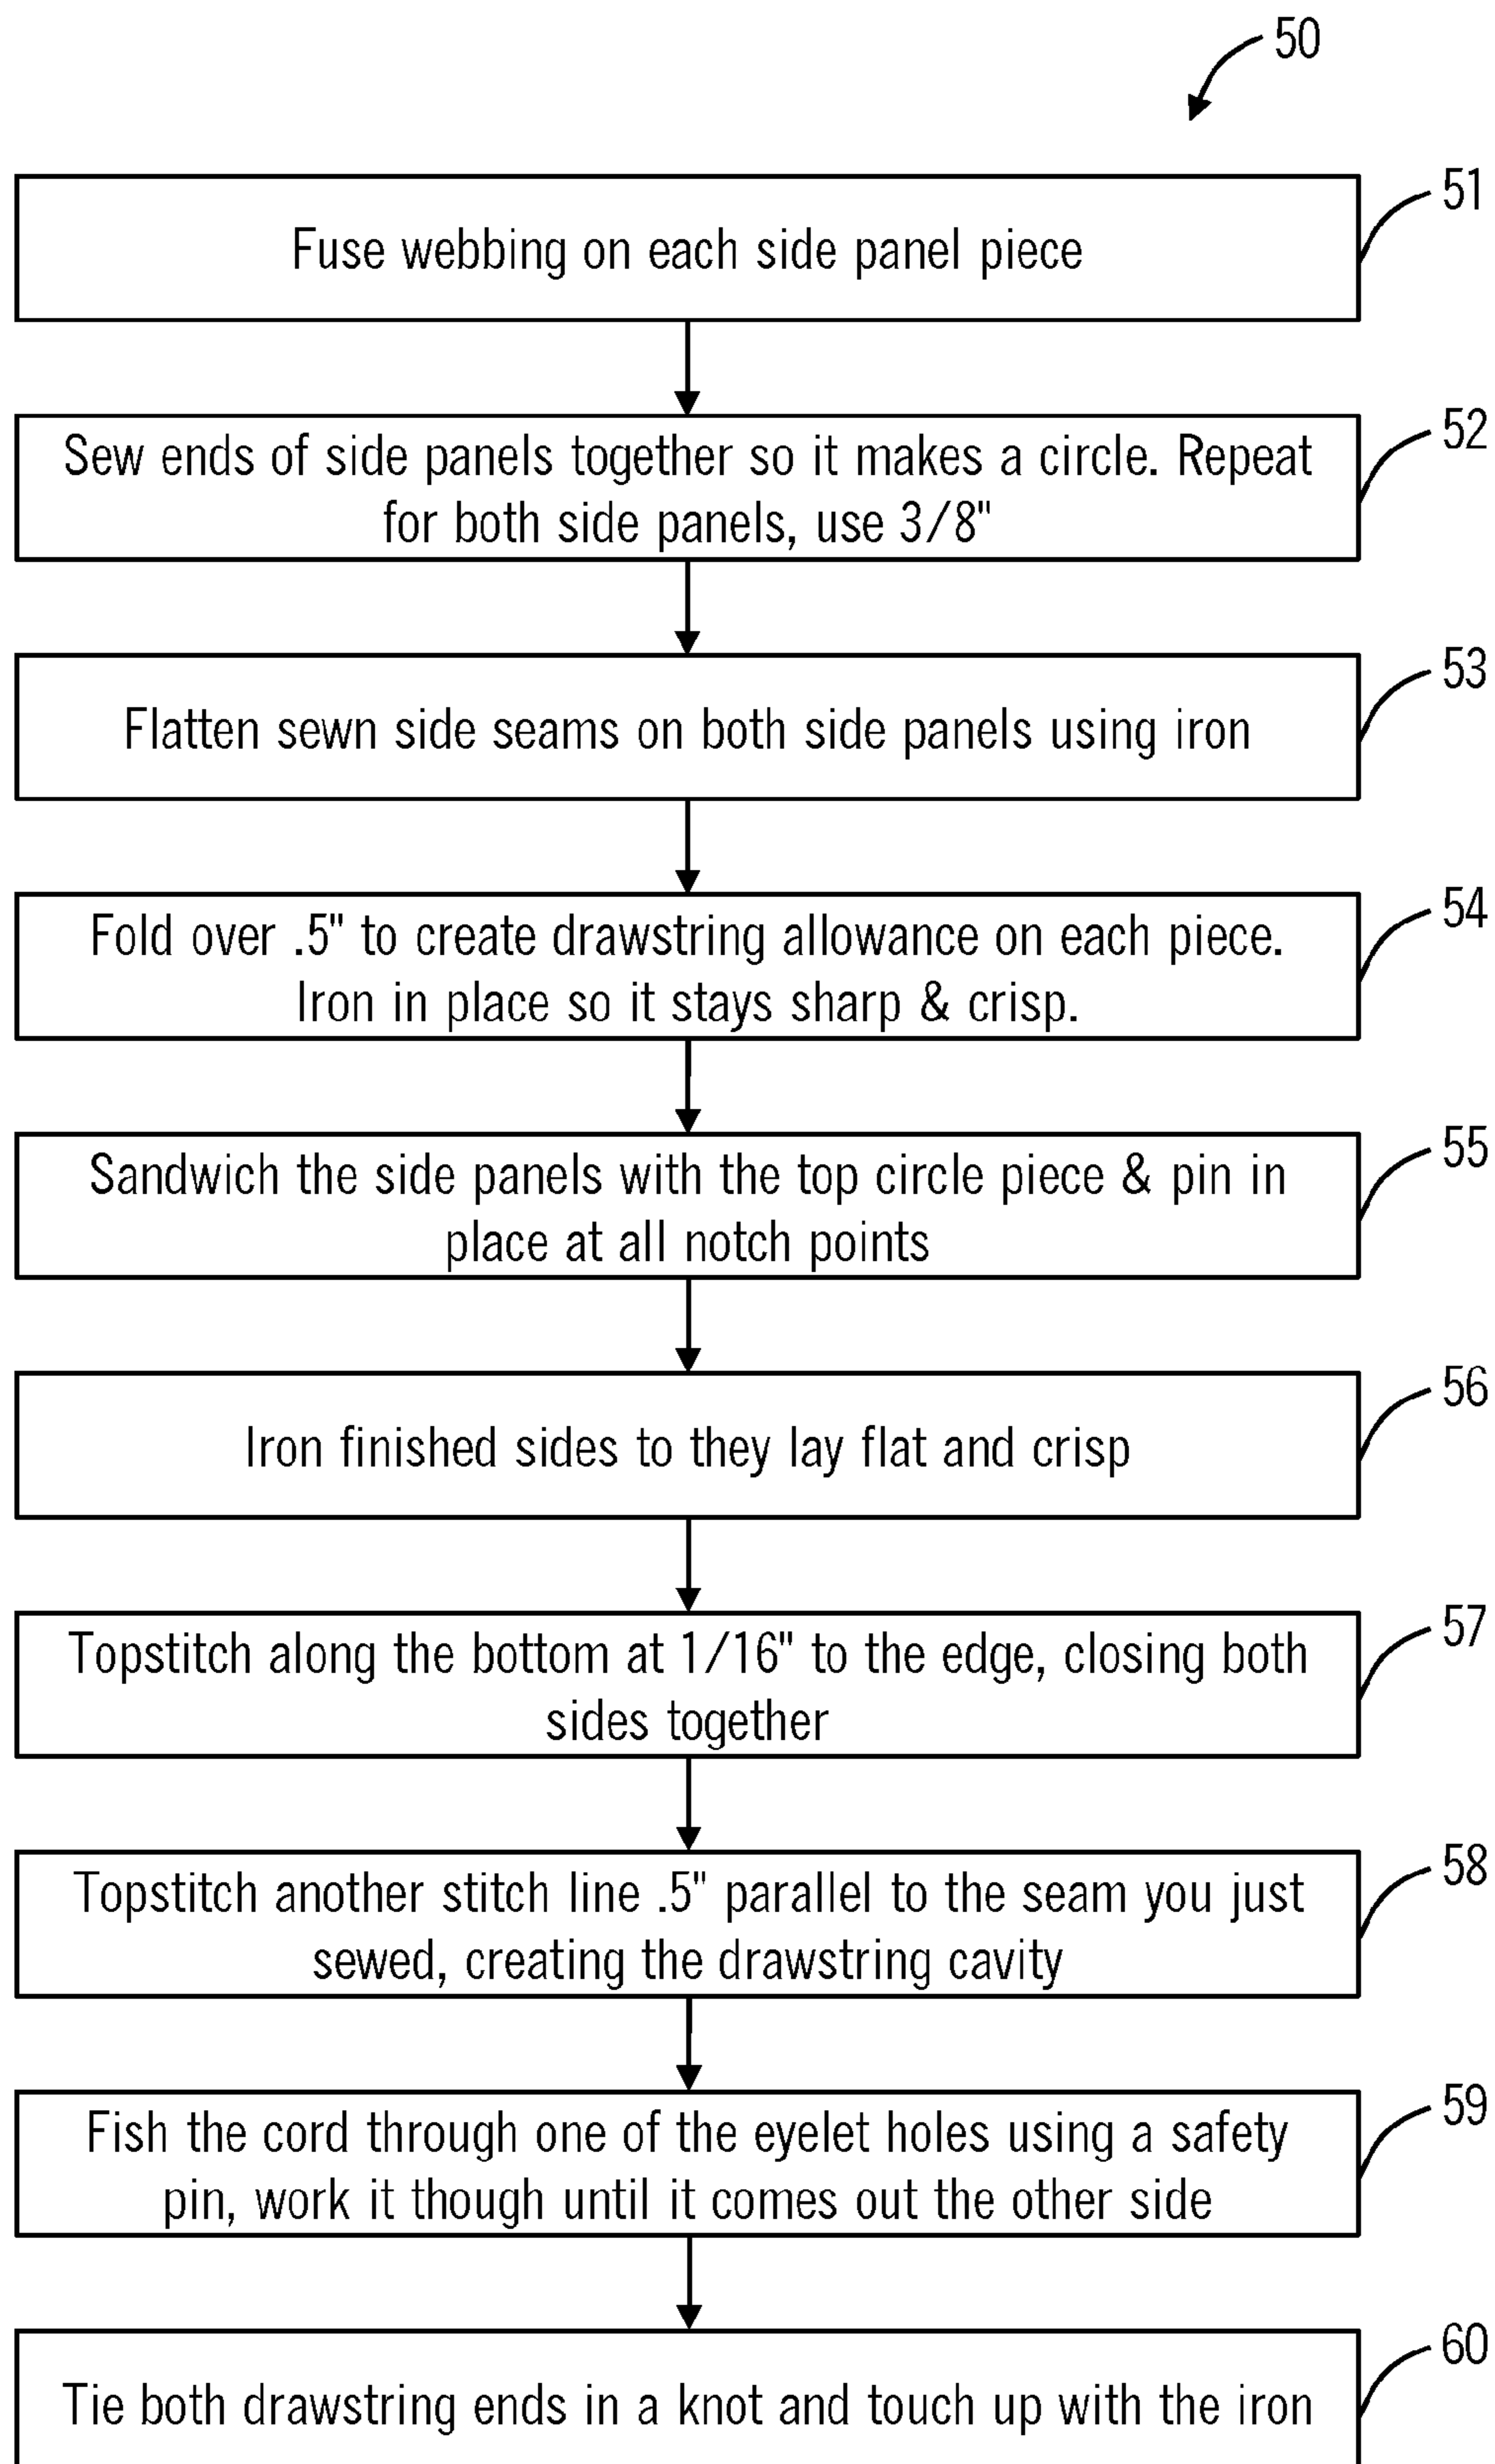 50
51
Fuse webbing on each side panel piece
52
Sew ends of side panels together so it makes a circle. Repeat
for both side panels, use 3/8"
53
Flatten sewn side seams on both side panels using iron
54
Fold over .5" to create drawstring allowance on each piece.
Iron in place so it stays sharp & crisp.
55
Sandwich the side panels with the top circle piece & pin in
place at all notch points
56
Iron finished sides to they lay flat and crisp
57
Topstitch along the bottom at 1/16" to the edge, closing both
sides together
58
Topstitch another stitch line .5" parallel to the seam you just
sewed, creating the drawstring cavity
59
Fish the cord through one of the eyelet holes using a safety
pin, work it though until it comes out the other side
60
Tie both drawstring ends in a knot and touch up with the iron